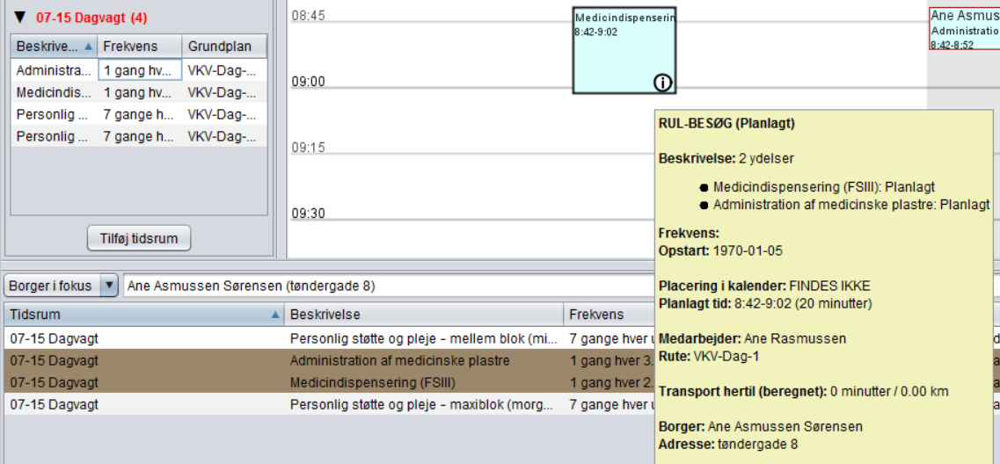 07-15 Dagvagt (4)
Beskrive... Frekvens Grundplan
Administra... 1 gang hv... VKV-Dag-...
Medicindis... 1 gang hv... VKV-Dag-...
Personlig ... 7 gange h... VKV-Dag-...
Personlig ... 7 gange h... VKV-Dag-...
Tilføj tidsrum
08:45
09:00
09:15
09:30
Medicindispenserin
8:42-9:02
Ane Asmus
Administratio
8:42-8:52
RUL-BESØG (Planlagt)
Beskrivelse: 2 ydelser
Medicindispensering (FSIII): Planlagt
Administration af medicinske plastre: Planlagt
Frekvens:
Opstart: 1970-01-05
Placering i kalender: FINDES IKKE
Planlagt tid: 8:42-9:02 (20 minutter)
Medarbejder: Ane Rasmussen
Rute: VKV-Dag-1
Transport hertil (beregnet): 0 minutter / 0.00 km
Borger: Ane Asmussen Sørensen
Adresse: tøndergade 8
Borger i fokus Ane Asmussen Sørensen (tøndergade 8)
Tidsrum Beskrivelse Frekvens
07-15 Dagvagt Personlig støtte og pleje - mellem blok (mi... 7 gange hver u
07-15 Dagvagt Administration af medicinske plastre 1 gang hver 3.
07-15 Dagvagt Medicindispensering (FSIII) 1 gang hver 2.
07-15 Dagvagt Personlig støtte og pleje - maxiblok (morg... 7 gange hver u